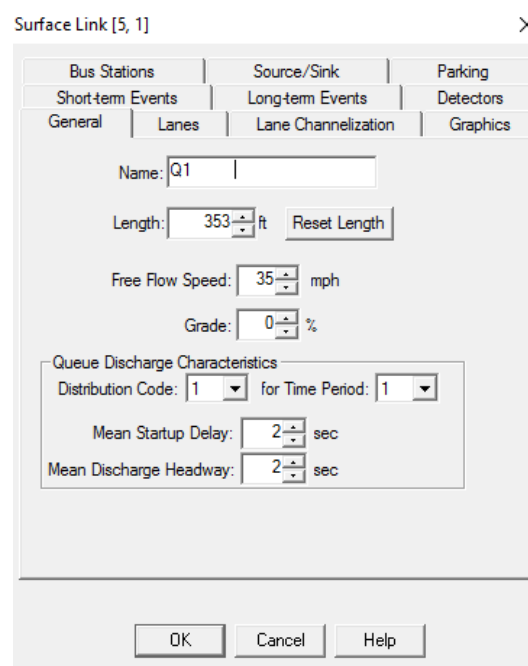 Surface Link [5, 1]
Bus Stations Source/Sink Parking
Short-term Events Long-term Events Detectors
General Lanes Lane Channelization Graphics
Name: Q1
Length: 353 ft Reset Length
Free Flow Speed: 35 mph
Grade: 0 %
Queue Discharge Characteristics
Distribution Code: 1 for Time Period: 1
Mean Startup Delay: 2 sec
Mean Discharge Headway: 2 sec
OK Cancel Help